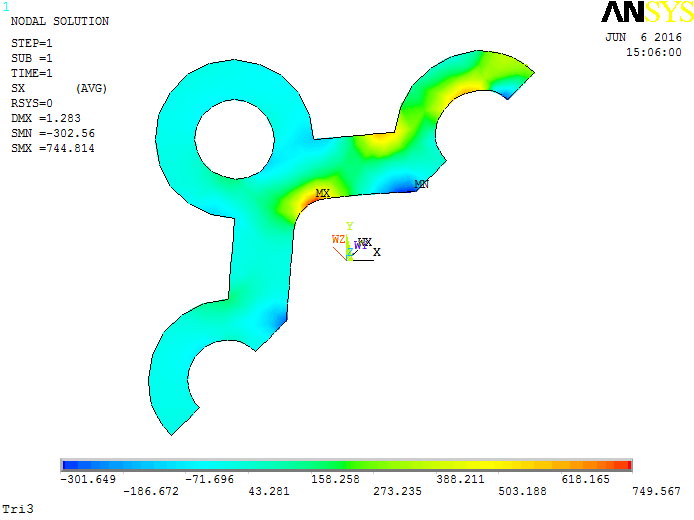 1
NODAL SOLUTION
ANSYS
JUN 6 2016
15:06:00
STEP=1
SUB =1
TIME=1
SX (AVG)
RSYS=0
DMX =1.283
SMN =-302.56
SMX =744.814
MX
MN
Y
WZ
WX
X
-301.649
-186.672
-71.696
43.281
158.258
273.235
388.211
503.188
618.165
749.567
Tri3